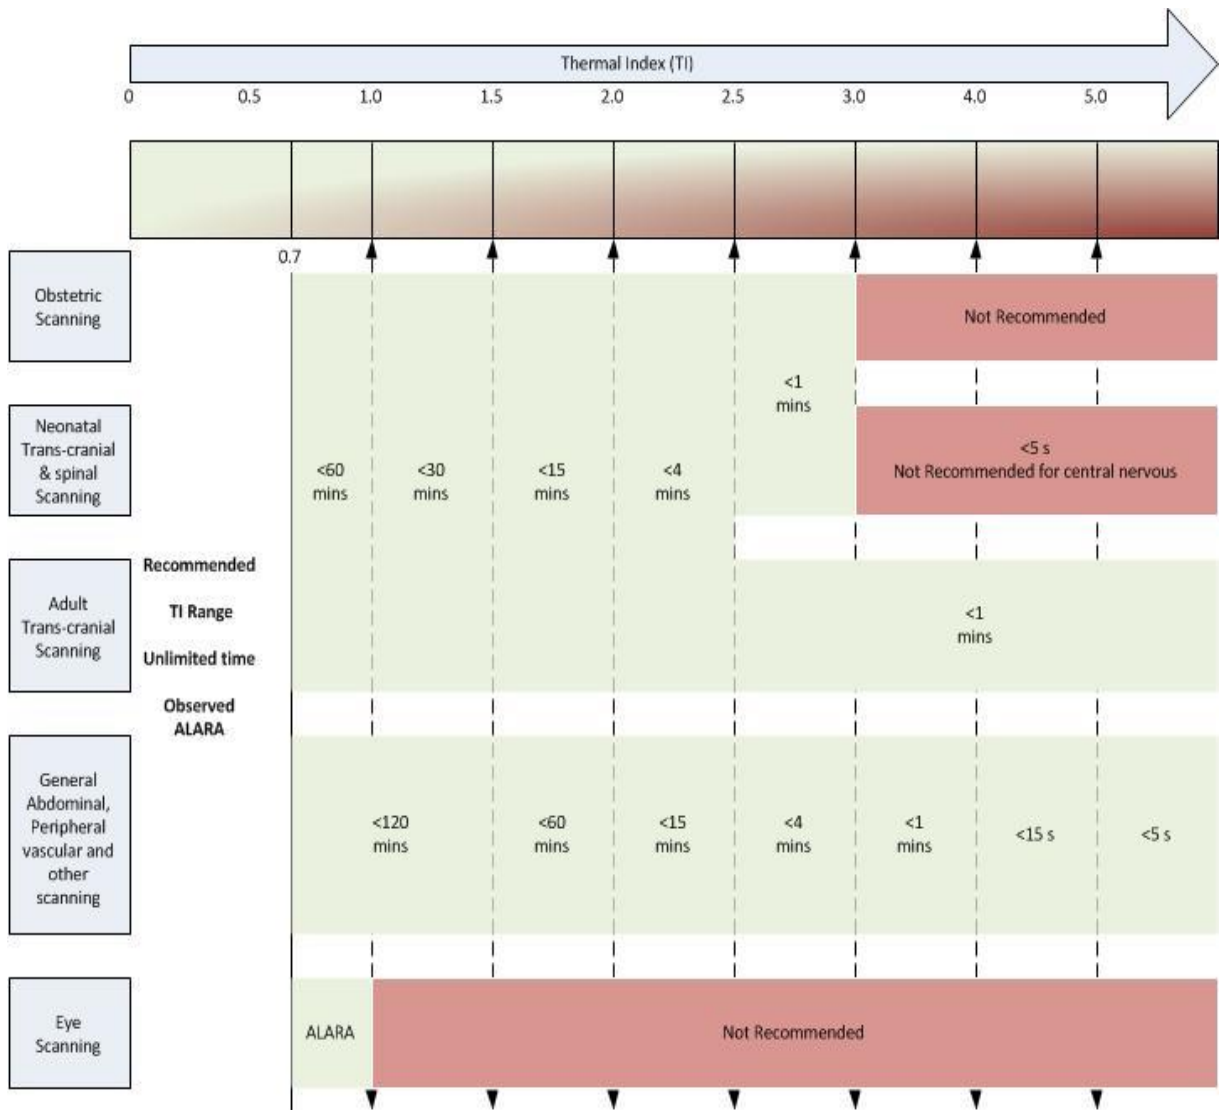 Thermal Index (TI)
0 0.5 1.0 1.5 2.0 2.5 3.0 4.0 5.0
0.7
Obstetric
Scanning
Not Recommended
<1
mins
Neonatal
Trans-cranial
& spinal
Scanning
<60
mins
<30
mins
<15
mins
<4
mins
<5 s
Not Recommended for central nervous
Adult
Trans-cranial
Scanning
Recommended
TI Range
Unlimited time
Observed
ALARA
<1
mins
General
Abdominal,
Peripheral
vascular and
other
scanning
<120
mins
<60
mins
<15
mins
<4
mins
<1
mins
<15 s
<5 s
Eye
Scanning
ALARA
Not Recommended